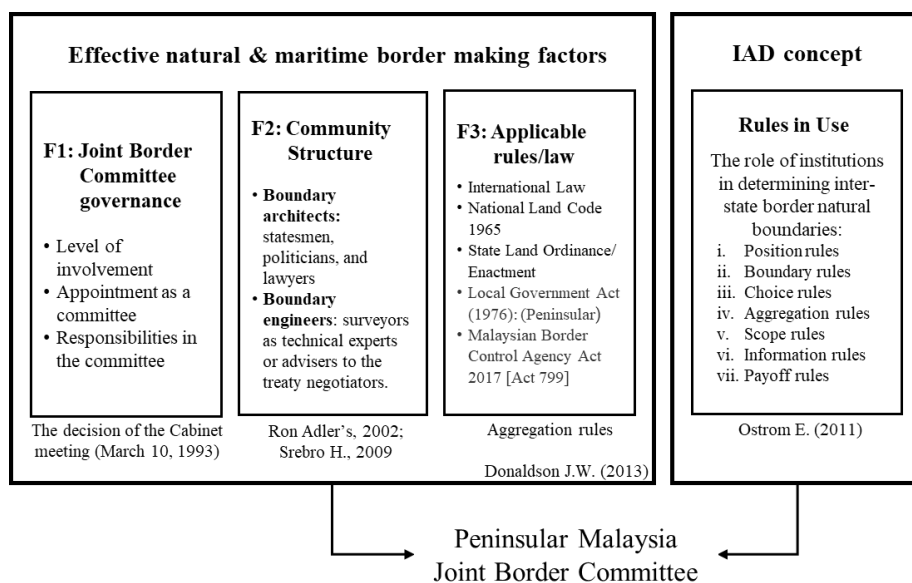 Effective natural & maritime border making factors
F1: Joint Border
Committee
governance
• Level of
involvement
• Appointment as a
committee
• Responsibilities in
the committee
The decision of the Cabinet
meeting (March 10, 1993)
F2: Community
Structure
• Boundary
architects:
statesmen,
politicians, and
lawyers
• Boundary
engineers: surveyors
as technical experts
or advisers to the
treaty negotiators.
Ron Adler's, 2002;
Srebro H., 2009
F3: Applicable
rules/law
• International Law
• National Land Code
1965
• State Land Ordinance/
Enactment
• Local Government Act
(1976): (Peninsular)
• Malaysian Border
Control Agency Act
2017 [Act 799]
Aggregation rules
Donaldson J.W. (2013)
IAD concept
Rules in Use
The role of institutions
in determining inter-
state border natural
boundaries:
i. Position rules
ii. Boundary rules
iii. Choice rules
iv. Aggregation rules
v. Scope rules
vi. Information rules
vii. Payoff rules
Ostrom E. (2011)
Peninsular Malaysia
Joint Border Committee